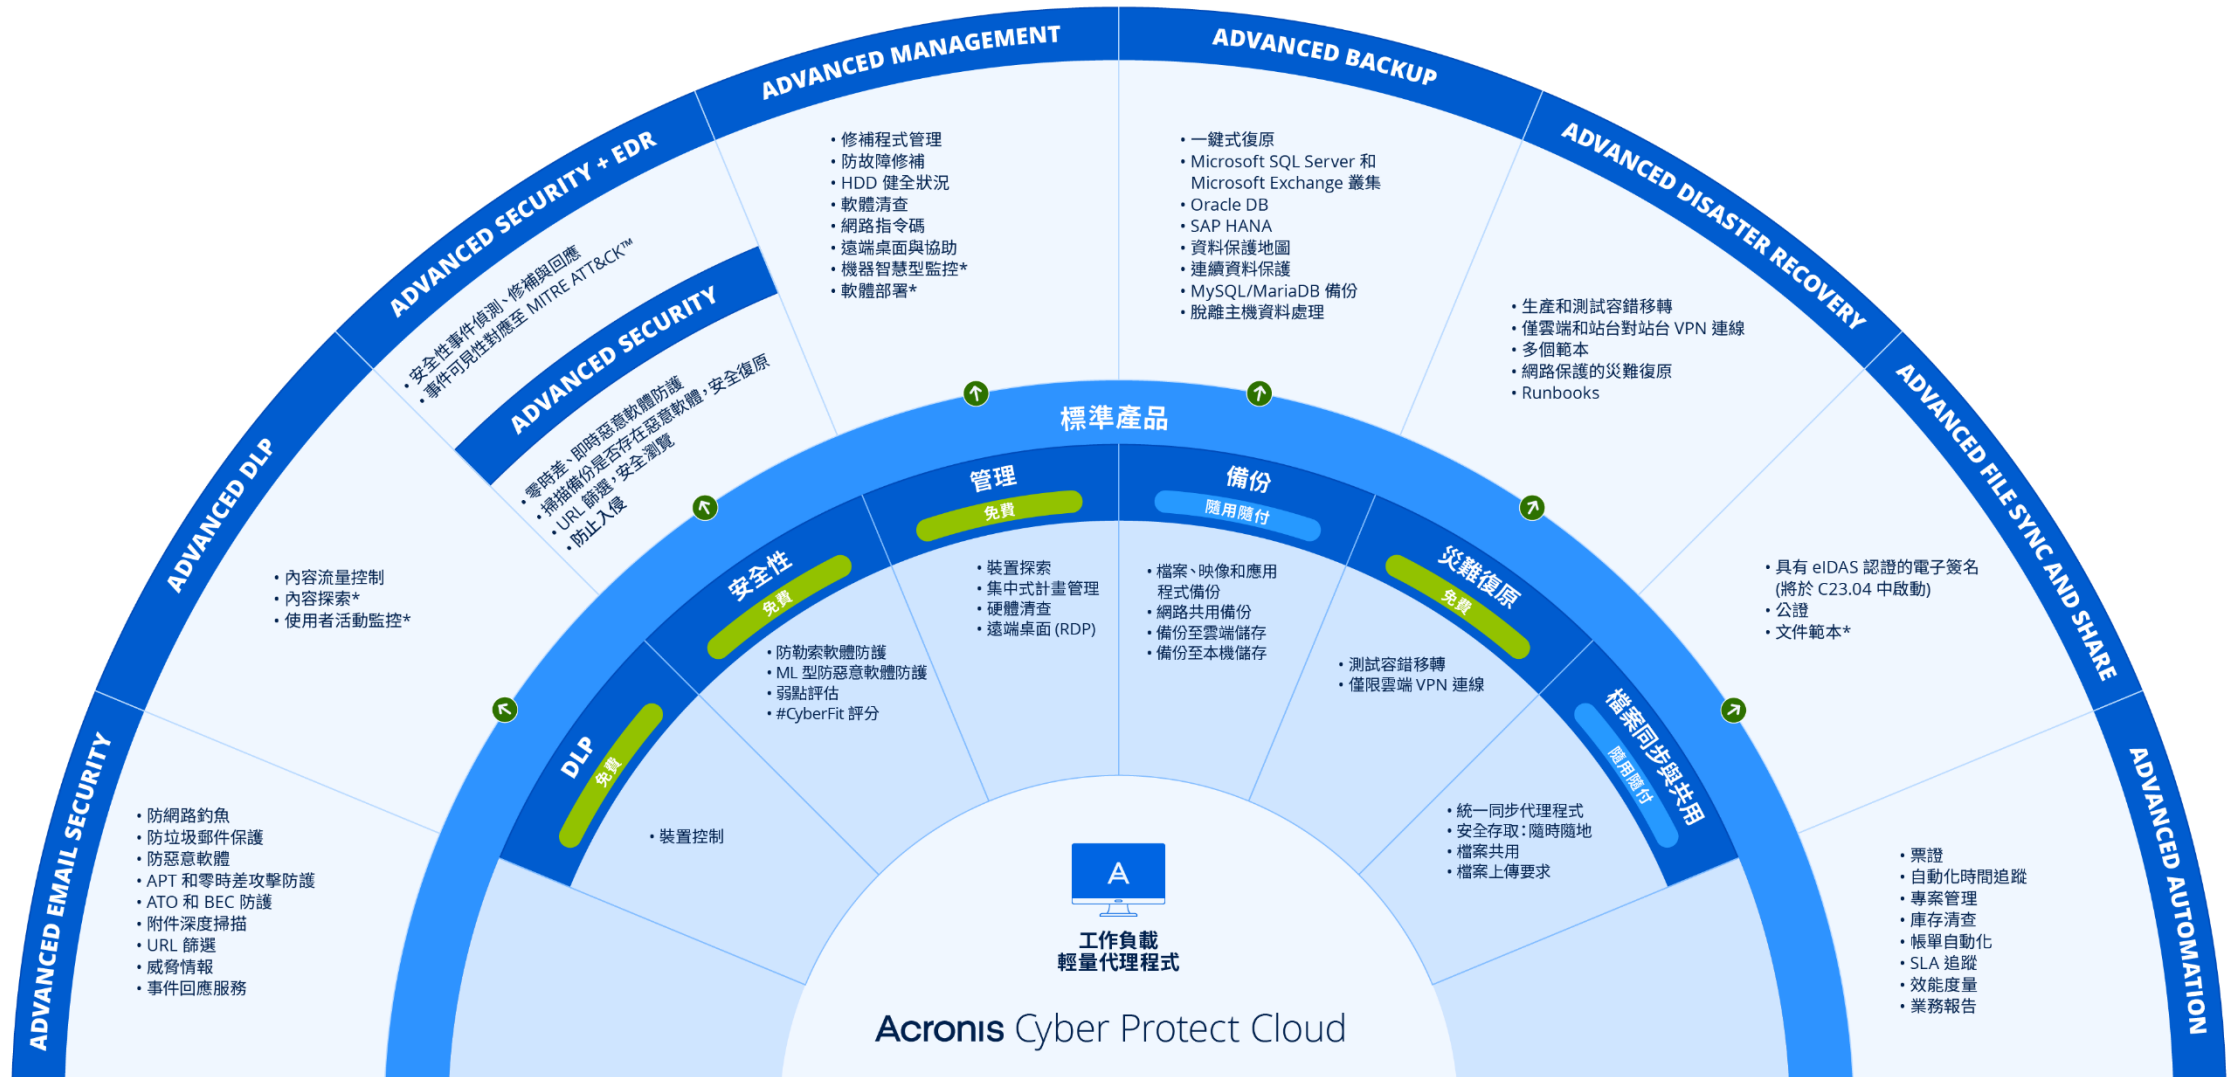 ADVANCED EMAIL SECURITY
• 防網路釣魚
• 防垃圾郵件保護
• 防惡意軟體
• APT 和零時差攻擊防護
• ATO 和 BEC 防護
• 附件深度掃描
• URL 篩選
• 威脅情報
• 事件回應服務
ADVANCED DLP
• 內容流量控制
• 內容探索*
• 使用者活動監控*
ADVANCED SECURITY + EDR
• 安全性事件偵測、修補與回應
• 事件可見性對應至 MITRE ATT&CK™
ADVANCED SECURITY
• 零時差、即時惡意軟體防護
• 掃描備份是否存在惡意軟體，安全復原
• URL 篩選，安全瀏覽
• 防止入侵
ADVANCED MANAGEMENT
• 修補程式管理
• 防故障修補
• HDD 健全狀況
• 軟體清查
• 網路指令碼
• 遠端桌面與協助
• 機器智慧型監控*
• 軟體部署*
ADVANCED BACKUP
• 一鍵式復原
• Microsoft SQL Server 和
Microsoft Exchange 叢集
• Oracle DB
• SAP HANA
• 資料保護地圖
• 連續資料保護
• MySQL/MariaDB 備份
• 脫離主機資料處理
ADVANCED DISASTER RECOVERY
• 生產和測試容錯移轉
• 僅雲端和站台對站台 VPN 連線
• 多個範本
• 網路保護的災難復原
• Runbooks
ADVANCED FILE SYNC AND SHARE
• 具有 eIDAS 認證的電子簽名
(將於 C23.04 中啟動)
• 公證
• 文件範本*
ADVANCED AUTOMATION
• 票證
• 自動化時間追蹤
• 專案管理
• 庫存清查
• 帳單自動化
• SLA 追蹤
• 效能度量
• 業務報告
標準產品
DLP
免費
• 裝置控制
安全性
免費
• 防勒索軟體防護
• ML 型防惡意軟體防護
• 弱點評估
• #CyberFit 評分
管理
免費
• 裝置探索
• 集中式計畫管理
• 硬體清查
• 遠端桌面 (RDP)
備份
隨用隨付
• 檔案、映像和應用
程式備份
• 網路共用備份
• 備份至雲端儲存
• 備份至本機儲存
災難復原
免費
• 測試容錯移轉
• 僅限雲端 VPN 連線
檔案同步與共用
隨用隨付
• 統一同步代理程式
• 安全存取：隨時隨地
• 檔案共用
• 檔案上傳要求
工作負載
輕量代理程式
Acronis Cyber Protect Cloud